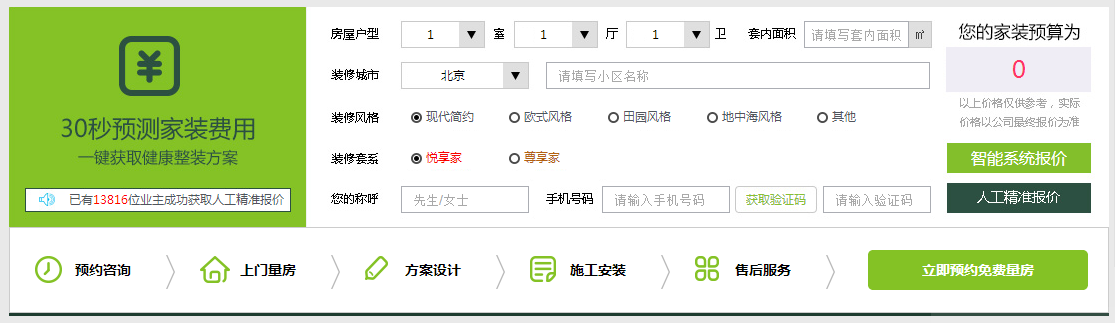 ¥
30秒预测家装费用
一键获取健康整装方案
已有13816位业主成功获取人工精准报价
房屋户型 1 室 1 厅 1 卫 套内面积 请填写套内面积 ㎡
装修城市 北京 请填写小区名称
装修风格 现代简约 欧式风格 田园风格 地中海风格 其他
装修套系 悦享家 尊享家
您的称呼 先生/女士 手机号码 请输入手机号码 获取验证码 请输入验证码
您的家装预算为
0
以上价格仅供参考，实际
价格以公司最终报价为准
智能系统报价
人工精准报价
预约咨询 上门量房 方案设计 施工安装 售后服务 立即预约免费量房